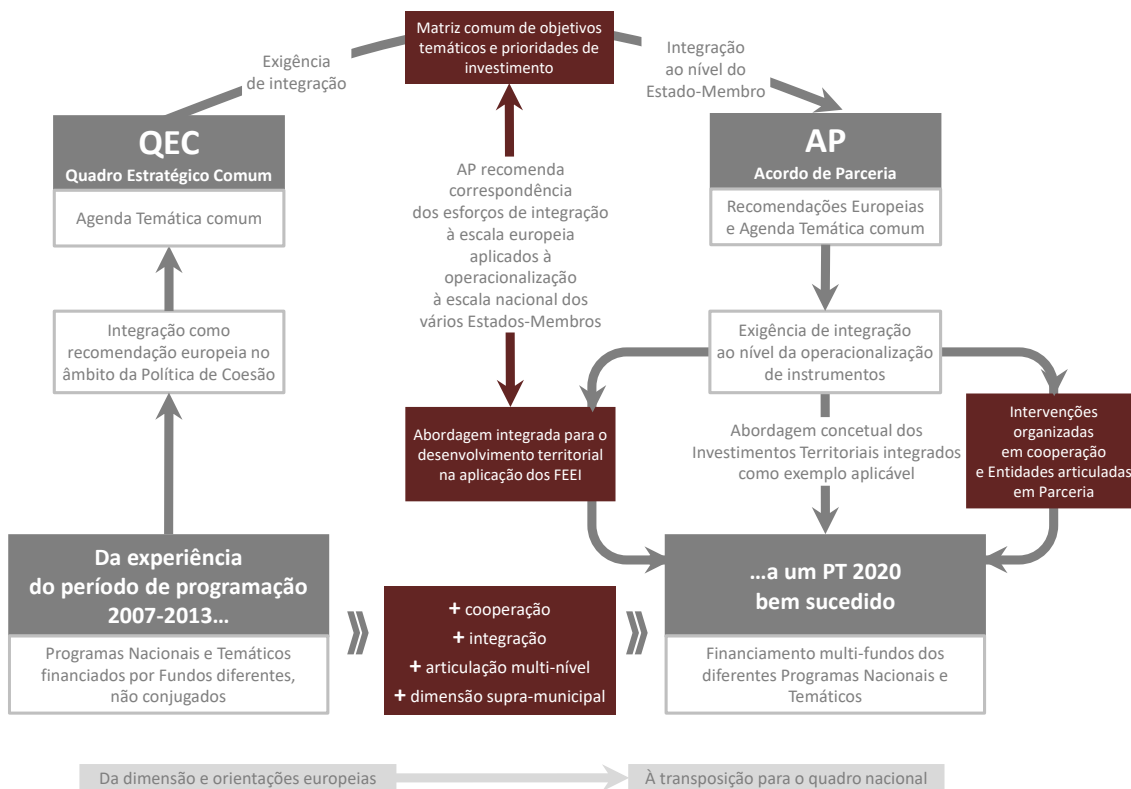 Matriz comum de objetivos
temáticos e prioridades de
investimento
Exigência
de integração
Integração
ao nível do
Estado-Membro
QEC
Quadro Estratégico Comum
Agenda Temática comum
AP
Acordo de Parceria
Recomendações Europeias
e Agenda Temática comum
AP recomenda
correspondência
dos esforços de integração
à escala europeia
aplicados à
operacionalização
à escala nacional dos
vários Estados-Membros
Integração como
recomendação europeia no
âmbito da Política de Coesão
Exigência de integração
ao nível da operacionalização
de instrumentos
Abordagem integrada para o
desenvolvimento territorial
na aplicação dos FEEI
Abordagem concetual dos
Investimentos Territoriais integrados
como exemplo aplicável
Intervenções
organizadas
em cooperação
e Entidades articuladas
em Parceria
Da experiência
do período de programação
2007-2013...
Programas Nacionais e Temáticos
financiados por Fundos diferentes,
não conjugados
+ cooperação
+ integração
+ articulação multi-nível
+ dimensão supra-municipal
...a um PT 2020
bem sucedido
Financiamento multi-fundos dos
diferentes Programas Nacionais e
Temáticos
Da dimensão e orientações europeias
À transposição para o quadro nacional